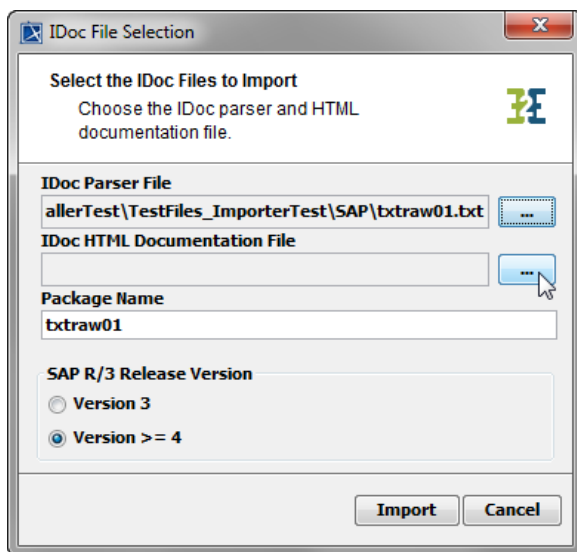 IDoc File Selection
Select the IDoc Files to Import
Choose the IDoc parser and HTML
documentation file.
E2E
IDoc Parser File
allerTest\TestFiles_ImporterTest\SAP\txtraw01.txt
...
IDoc HTML Documentation File
...
Package Name
txtraw01
SAP R/3 Release Version
Version 3
Version >= 4
Import Cancel